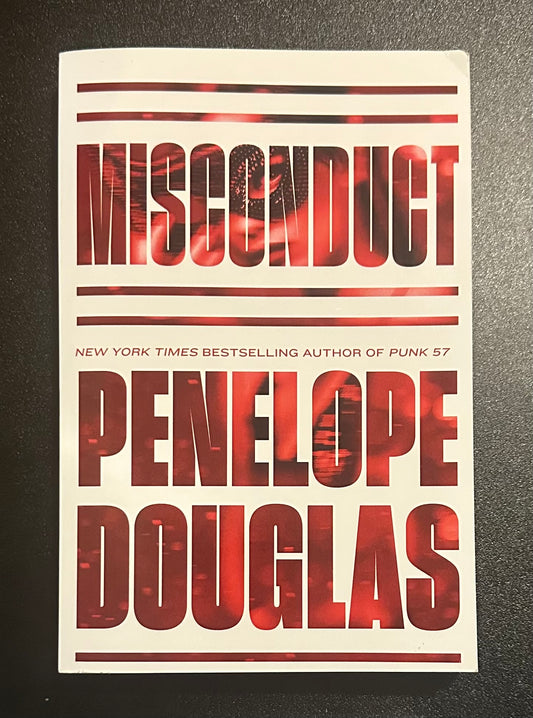 MISCONDUCT
NEW YORK TIMES BESTSELLING AUTHOR OF PUNK 57
PENELOPE
DOUGLAS